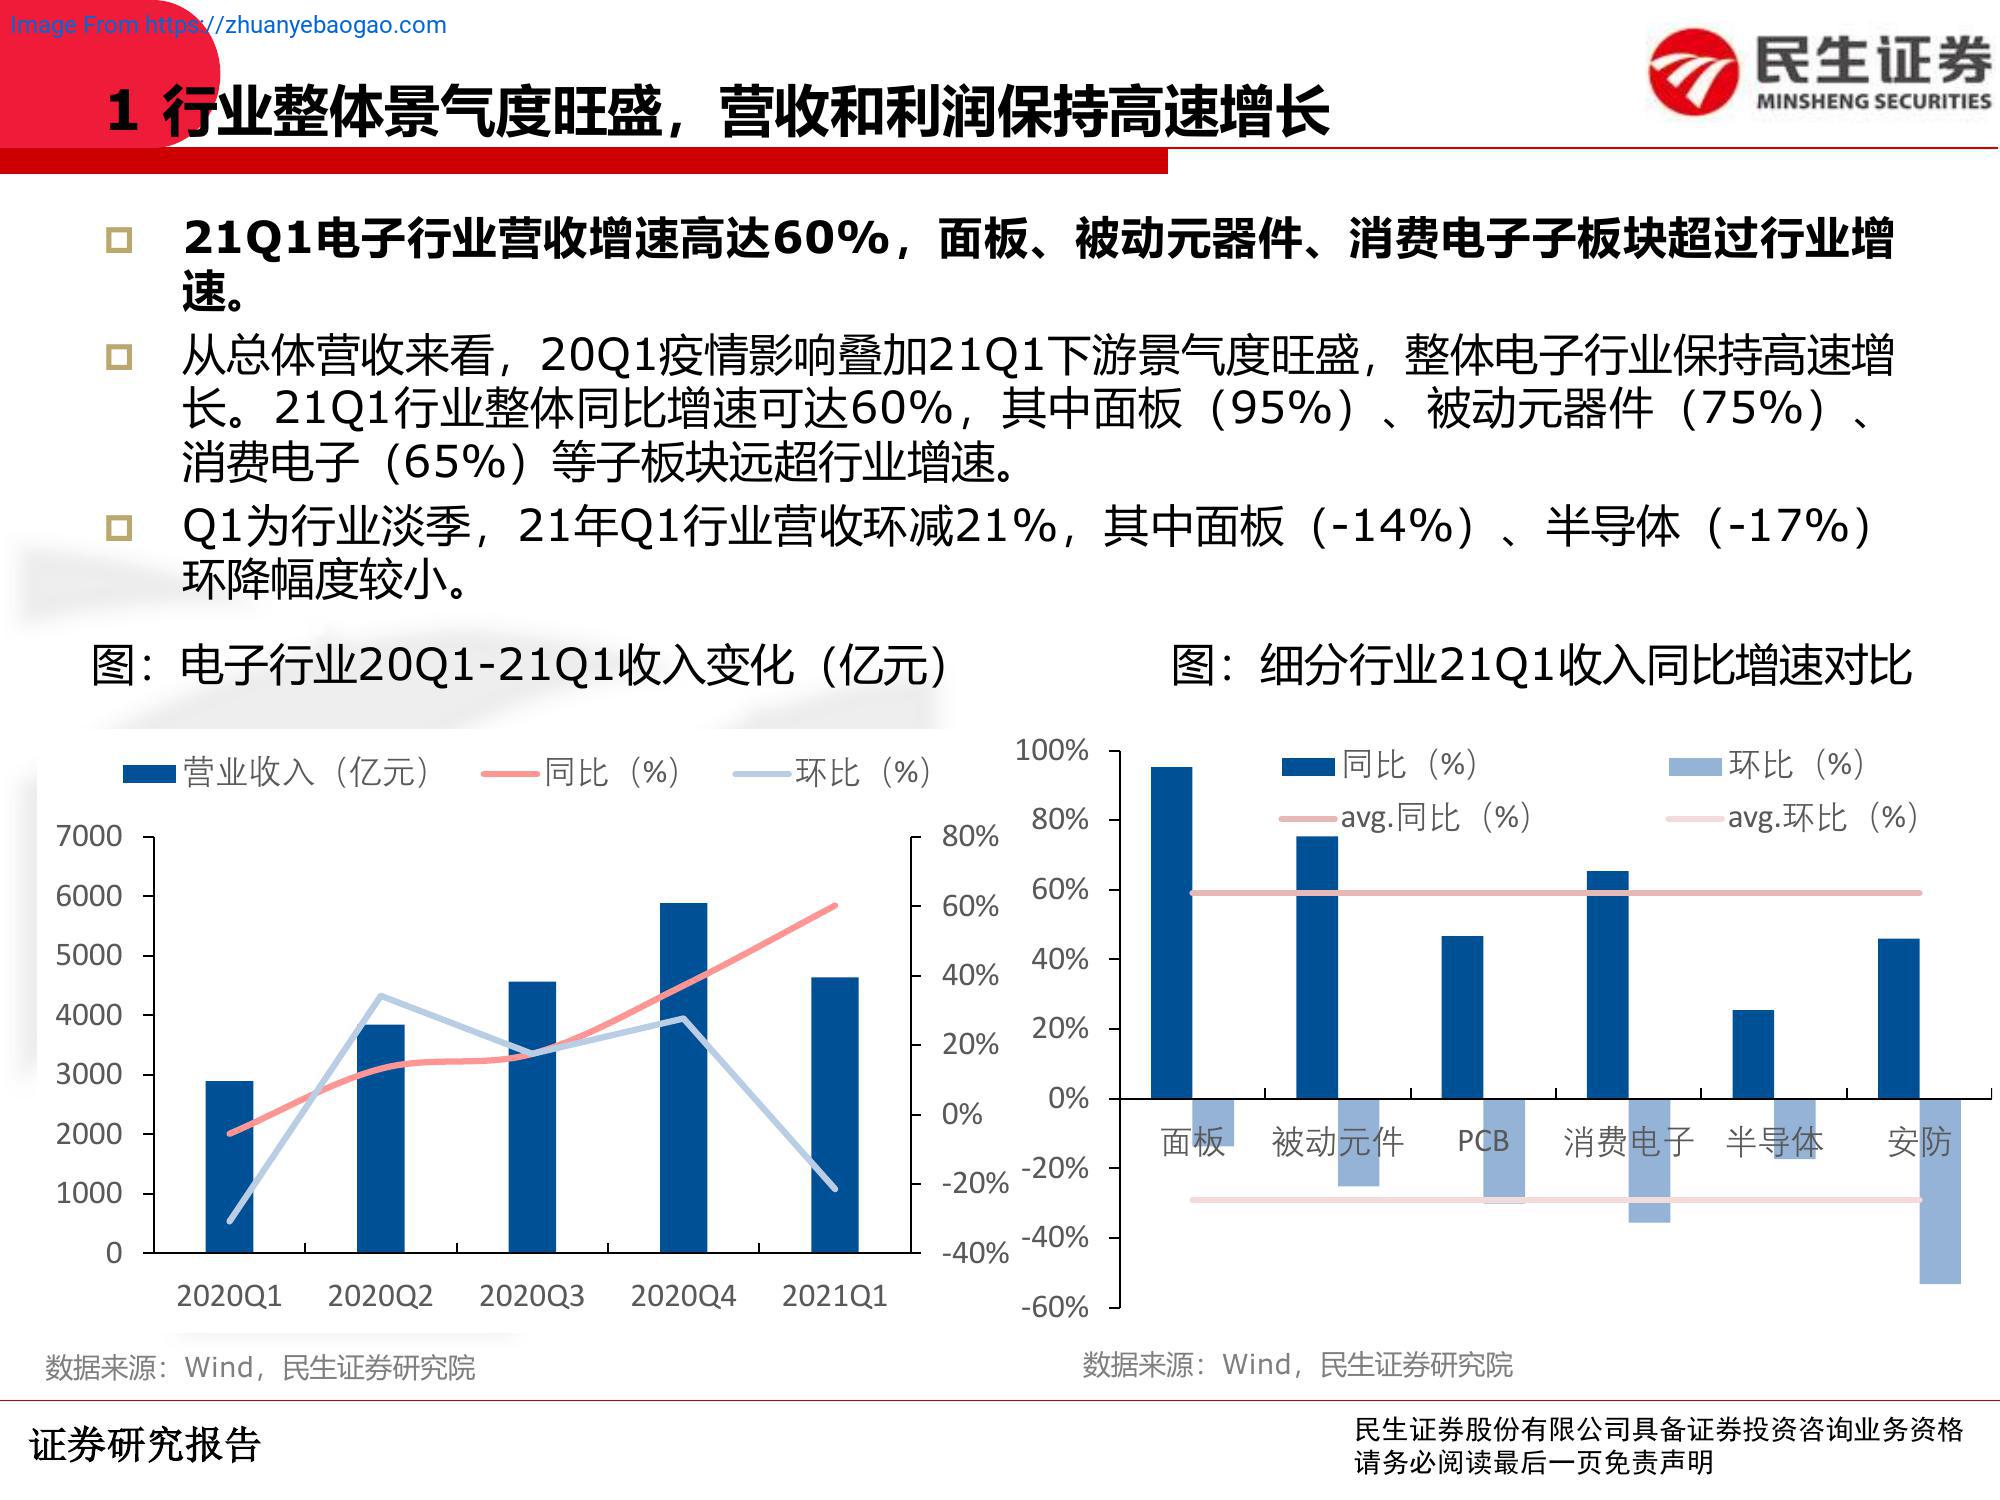 Image From https://zhuanyebaogao.com
民生证券
MINSHENG SECURITIES
1 行业整体景气度旺盛，营收和利润保持高速增长
21Q1电子行业营收增速高达60%，面板、被动元器件、消费电子子板块超过行业增
速。
从总体营收来看，20Q1疫情影响叠加21Q1下游景气度旺盛，整体电子行业保持高速增
长。21Q1行业整体同比增速可达60%，其中面板（95%）、被动元器件（75%）、
消费电子（65%）等子板块远超行业增速。
Q1为行业淡季，21年Q1行业营收环减21%，其中面板（-14%）、半导体（-17%）
环降幅度较小。
图：电子行业20Q1-21Q1收入变化（亿元）
营业收入（亿元） 同比（%） 环比（%）
7000
6000
5000
4000
3000
2000
1000
0
80%
60%
40%
20%
0%
-20%
-40%
2020Q1 2020Q2 2020Q3 2020Q4 2021Q1
数据来源：Wind，民生证券研究院
图：细分行业21Q1收入同比增速对比
同比（%） 环比（%）
avg.同比（%） avg.环比（%）
100%
80%
60%
40%
20%
0%
-20%
-40%
-60%
面板 被动元件 PCB 消费电子 半导体 安防
数据来源：Wind，民生证券研究院
证券研究报告
民生证券股份有限公司具备证券投资咨询业务资格
请务必阅读最后一页免责声明